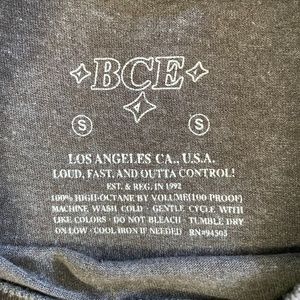 BCE
S S
LOS ANGELES CA., U.S.A.
LOUD, FAST, AND OUTTA CONTROL!
EST. & REG. IN 1992
100% HIGH-OCTANE BY VOLUME(100-PROOF)
MACHINE WASH COLD · GENTLE CYCLE WITH
LIKE COLORS · DO NOT BLEACH · TUMBLE DRY
ON LOW · COOL IRON IF NEEDED RN#94503